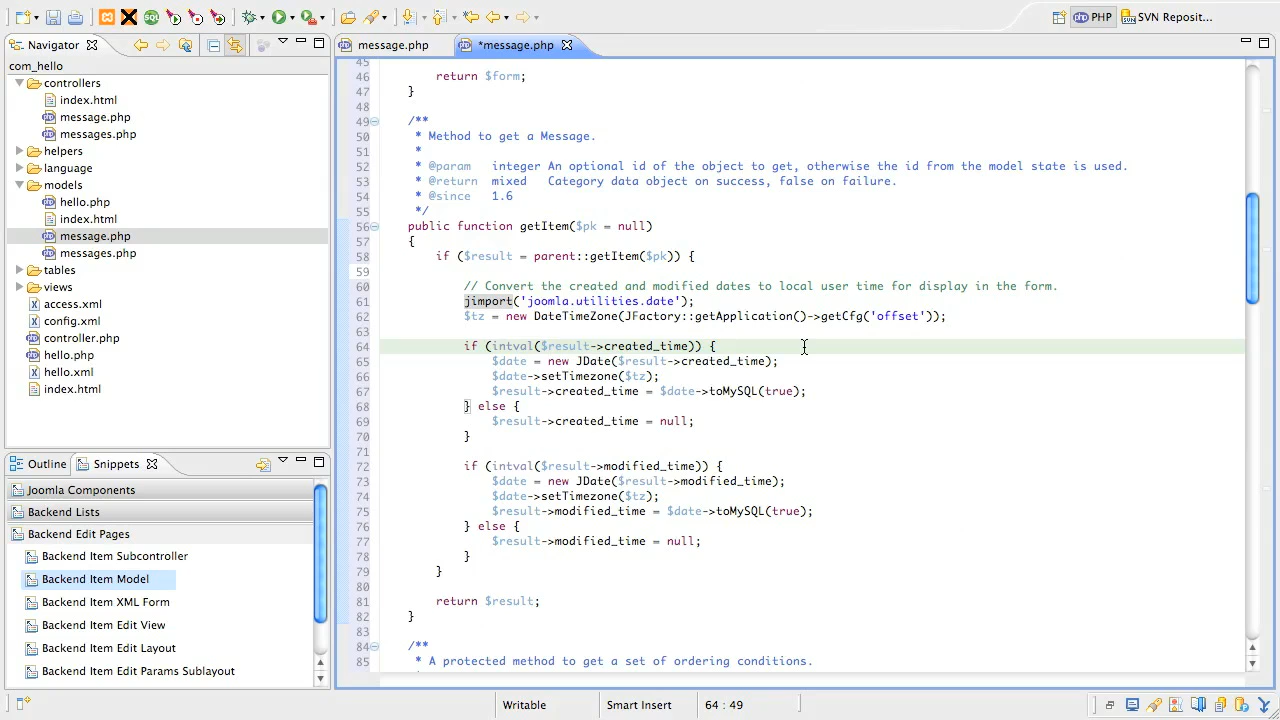 PHP
SVN Reposit...
Navigator
message.php
*message.php
com_hello
controllers
index.html
message.php
messages.php
helpers
language
models
hello.php
index.html
message.php
messages.php
tables
views
access.xml
config.xml
controller.php
hello.php
hello.xml
index.html
Outline
Snippets
Joomla Components
Backend Lists
Backend Edit Pages
Backend Item Subcontroller
Backend Item Model
Backend Item XML Form
Backend Item Edit View
Backend Item Edit Layout
Backend Item Edit Params Sublayout
45
46 return $form;
47 }
48
49 /**
50 * Method to get a Message.
51 *
52 * @param integer An optional id of the object to get, otherwise the id from the model state is used.
53 * @return mixed Category data object on success, false on failure.
54 * @since 1.6
55 */
56 public function getItem($pk = null)
57 {
58 if ($result = parent::getItem($pk)) {
59
60 // Convert the created and modified dates to local user time for display in the form.
61 jimport('joomla.utilities.date');
62 $tz = new DateTimeZone(JFactory::getApplication()->getCfg('offset'));
63
64 if (intval($result->created_time)) {
65 $date = new JDate($result->created_time);
66 $date->setTimezone($tz);
67 $result->created_time = $date->toMySQL(true);
68 } else {
69 $result->created_time = null;
70 }
71
72 if (intval($result->modified_time)) {
73 $date = new JDate($result->modified_time);
74 $date->setTimezone($tz);
75 $result->modified_time = $date->toMySQL(true);
76 } else {
77 $result->modified_time = null;
78 }
79 }
80
81 return $result;
82 }
83
84 /**
85 * A protected method to get a set of ordering conditions.
Writable
Smart Insert
64 : 49